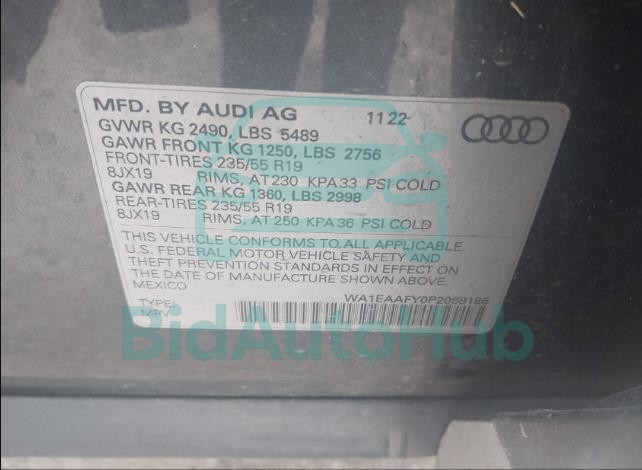 MFD. BY AUDI AG 11 22
GVWR KG 2490, LBS 5489
GAWR FRONT KG 1250, LBS 2756
FRONT-TIRES 235/55 R19
8JX19 RIMS, AT 230 KPA 33 PSI COLD
GAWR REAR KG 1360, LBS 2998
REAR-TIRES 235/55 R19
8JX19 RIMS, AT 250 KPA 36 PSI COLD
THIS VEHICLE CONFORMS TO ALL APPLICABLE
U.S. FEDERAL MOTOR VEHICLE SAFETY AND
THEFT PREVENTION STANDARDS IN EFFECT ON
THE DATE OF MANUFACTURE SHOWN ABOVE.
MEXICO
WA1EAAFY0P2069186
TYPE:
MPV
BidAutoHub